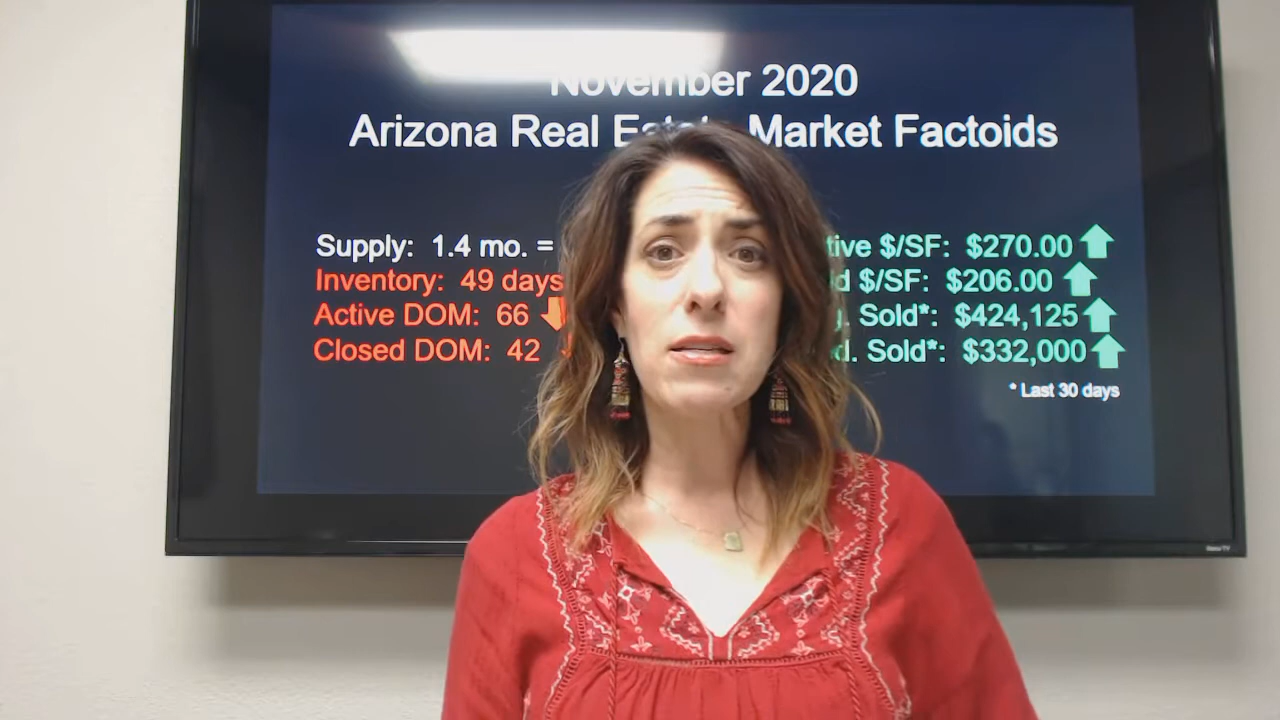 November 2020
Arizona Real Estate Market Factoids
Supply: 1.4 mo. =
Inventory: 49 days
Active DOM: 66
Closed DOM: 42
tive $/SF: $270.00
d $/SF: $206.00
. Sold*: $424,125
d. Sold*: $332,000
* Last 30 days